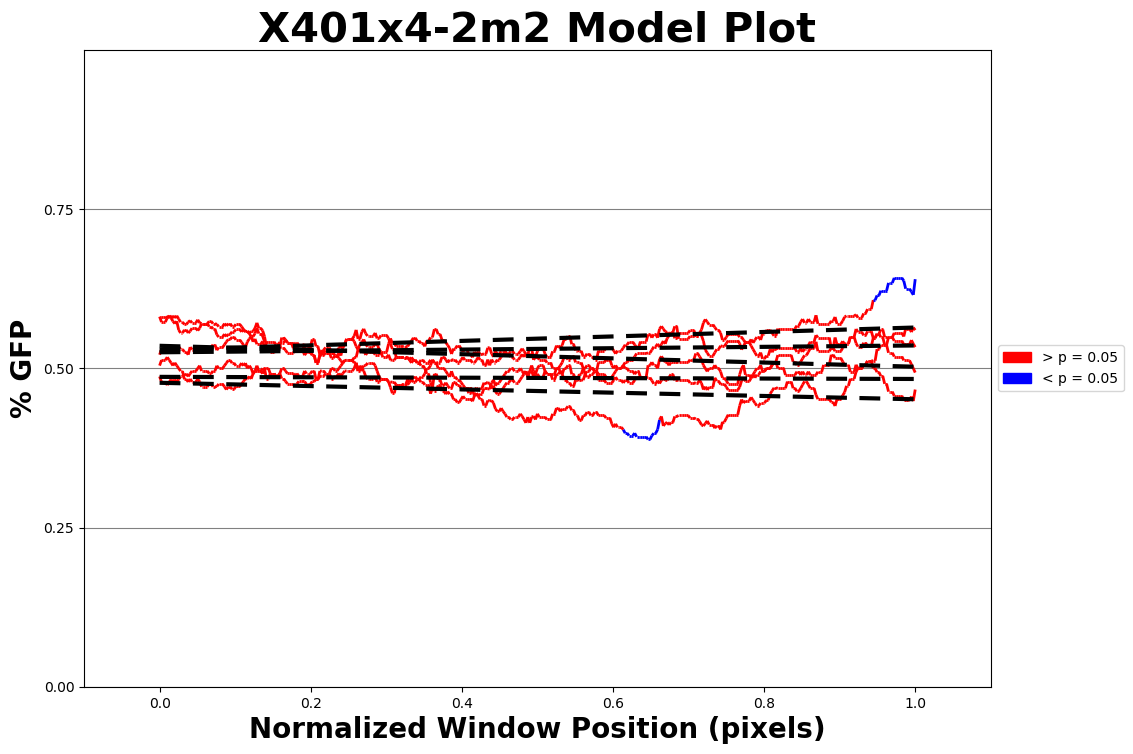 X401x4-2m2 Model Plot
% GFP
0.75
0.50
0.25
0.00
0.0 0.2 0.4 0.6 0.8 1.0
Normalized Window Position (pixels)
> p = 0.05
< p = 0.05